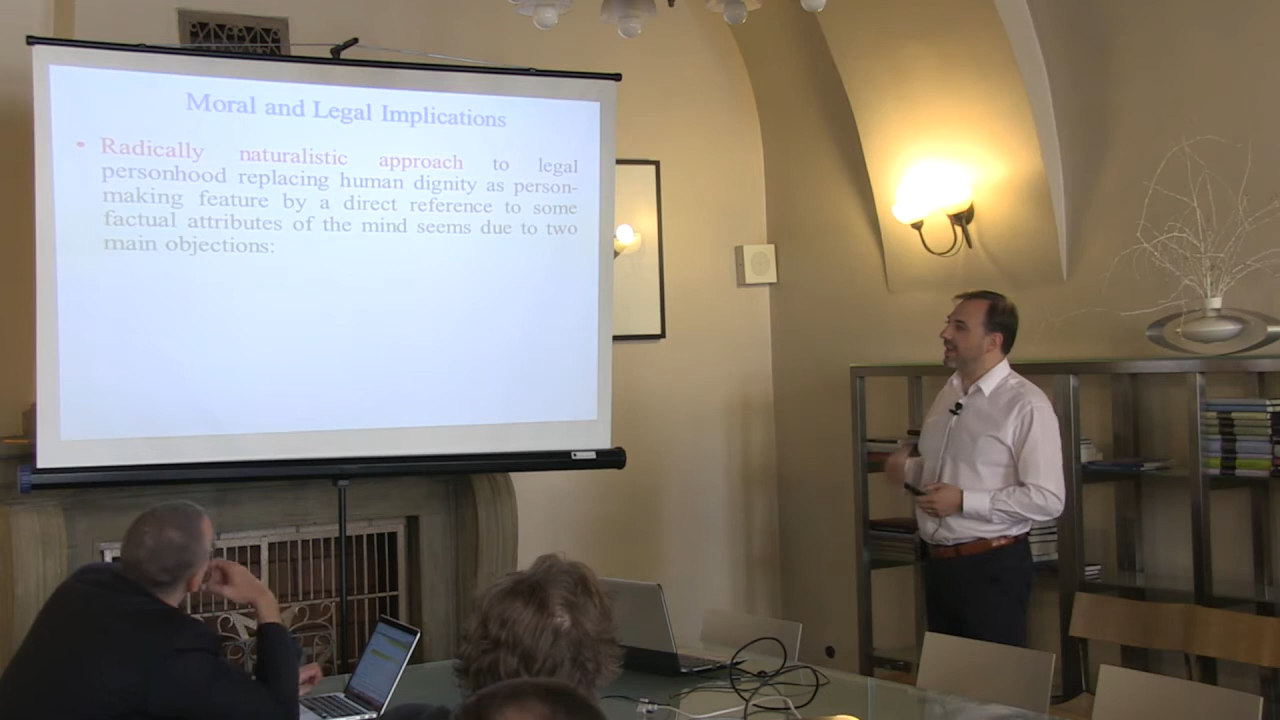 Moral and Legal Implications
• Radically naturalistic approach to legal
personhood replacing human dignity as person-
making feature by a direct reference to some
factual attributes of the mind seems due to two
main objections: